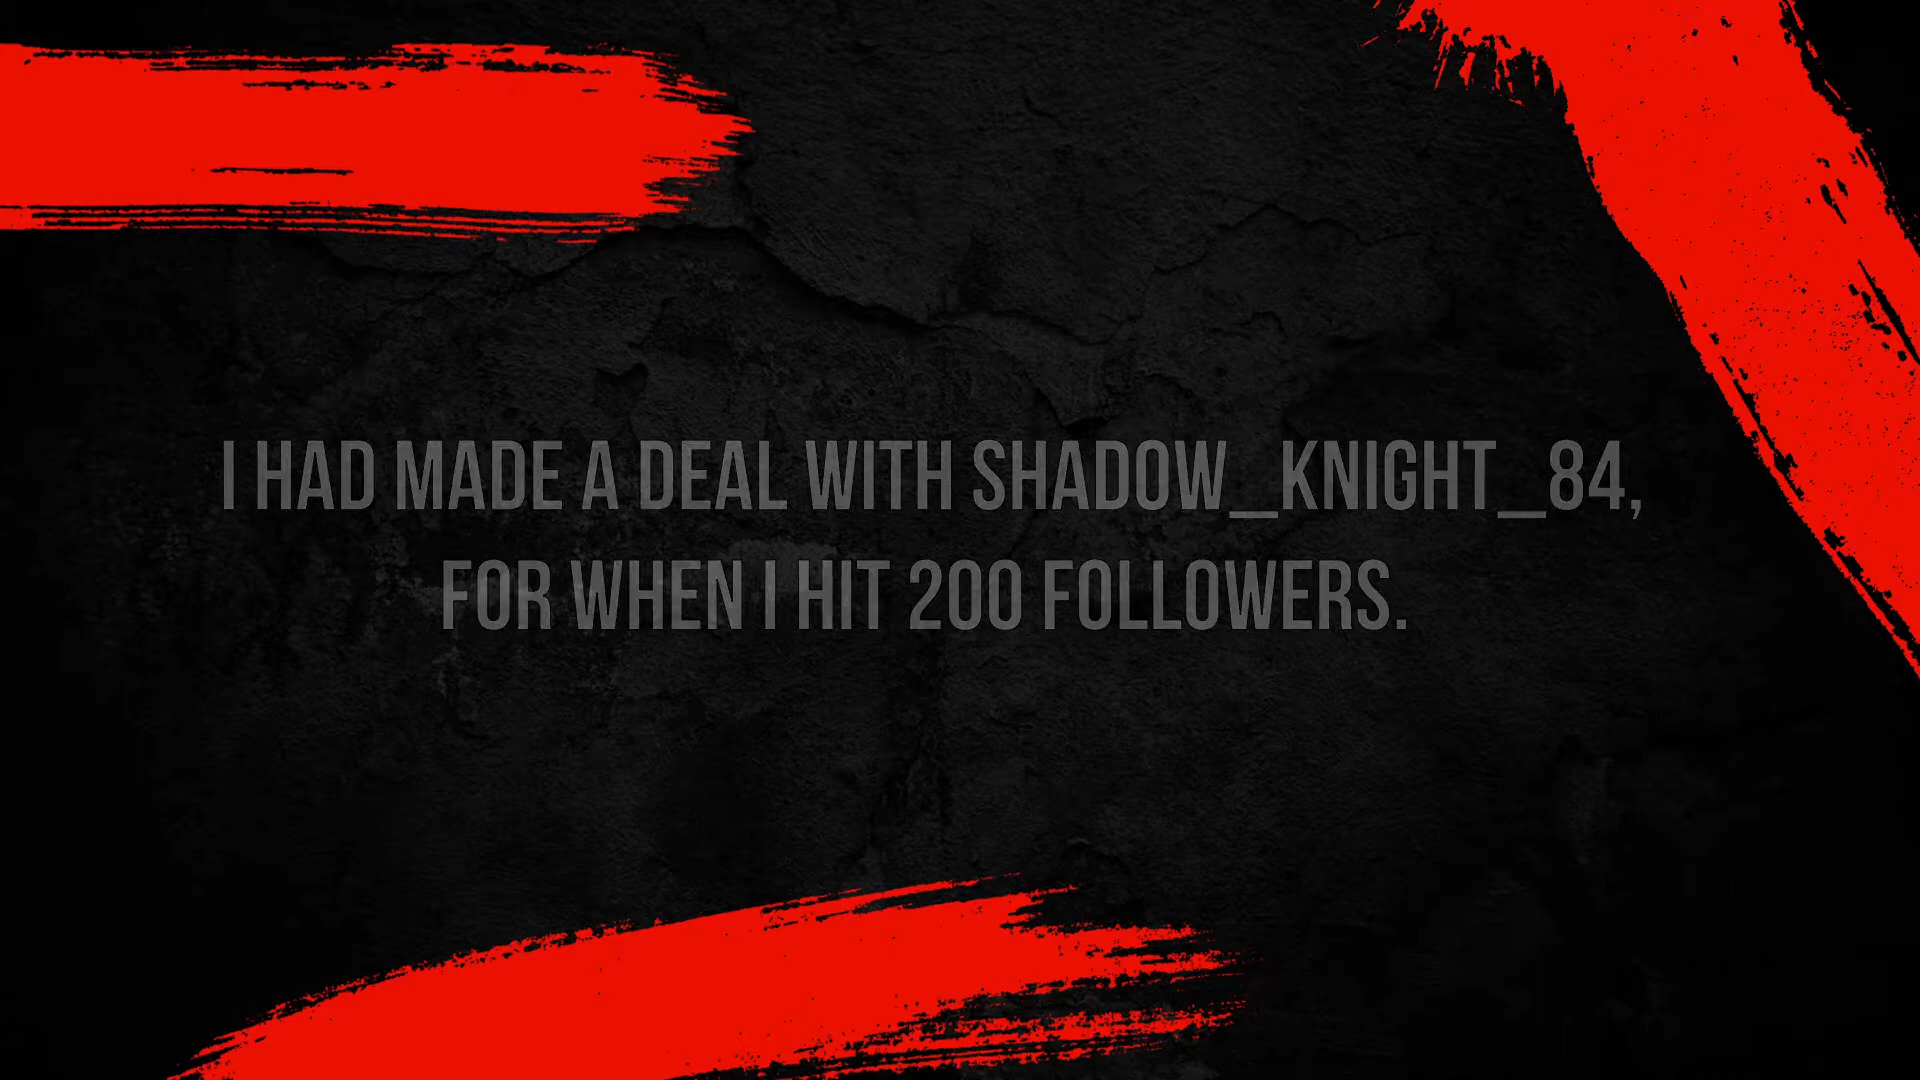 I HAD MADE A DEAL WITH SHADOW_KNIGHT_84,
FOR WHEN I HIT 200 FOLLOWERS.